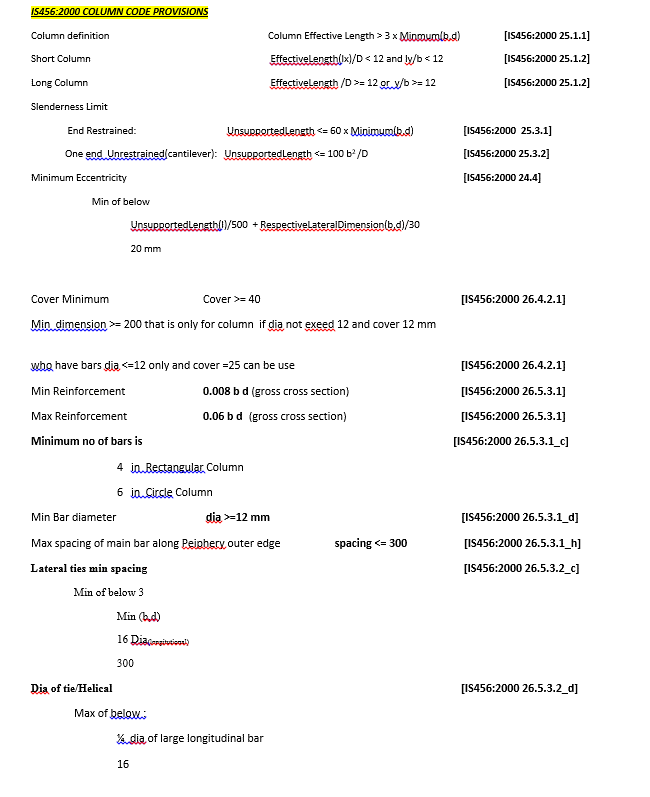 IS456:2000 COLUMN CODE PROVISIONS
Column definition Column Effective Length > 3 x Minmum(b,d) [IS456:2000 25.1.1]
Short Column EffectiveLength(lx)/D < 12 and ly/b < 12 [IS456:2000 25.1.2]
Long Column EffectiveLength /D >= 12 or y/b >= 12 [IS456:2000 25.1.2]
Slenderness Limit
End Restrained: UnsupportedLength <= 60 x Minimum(b,d) [IS456:2000 25.3.1]
One end Unrestrained(cantilever): UnsupportedLength <= 100 b² /D [IS456:2000 25.3.2]
Minimum Eccentricity [IS456:2000 24.4]
Min of below
UnsupportedLength(l)/500 + RespectiveLateralDimension(b,d)/30
20 mm
Cover Minimum Cover >= 40 [IS456:2000 26.4.2.1]
Min dimension >= 200 that is only for column if dia not exeed 12 and cover 12 mm
who have bars dia <=12 only and cover =25 can be use [IS456:2000 26.4.2.1]
Min Reinforcement 0.008 b d (gross cross section) [IS456:2000 26.5.3.1]
Max Reinforcement 0.06 b d (gross cross section) [IS456:2000 26.5.3.1]
Minimum no of bars is [IS456:2000 26.5.3.1_c]
4 in Rectangular Column
6 in Circle Column
Min Bar diameter dia >=12 mm [IS456:2000 26.5.3.1_d]
Max spacing of main bar along Peiphery outer edge spacing <= 300 [IS456:2000 26.5.3.1_h]
Lateral ties min spacing [IS456:2000 26.5.3.2_c]
Min of below 3
Min (b,d)
16 Dia(longitutional)
300
Dia of tie/Helical [IS456:2000 26.5.3.2_d]
Max of below :
¼ dia of large longitudinal bar
16